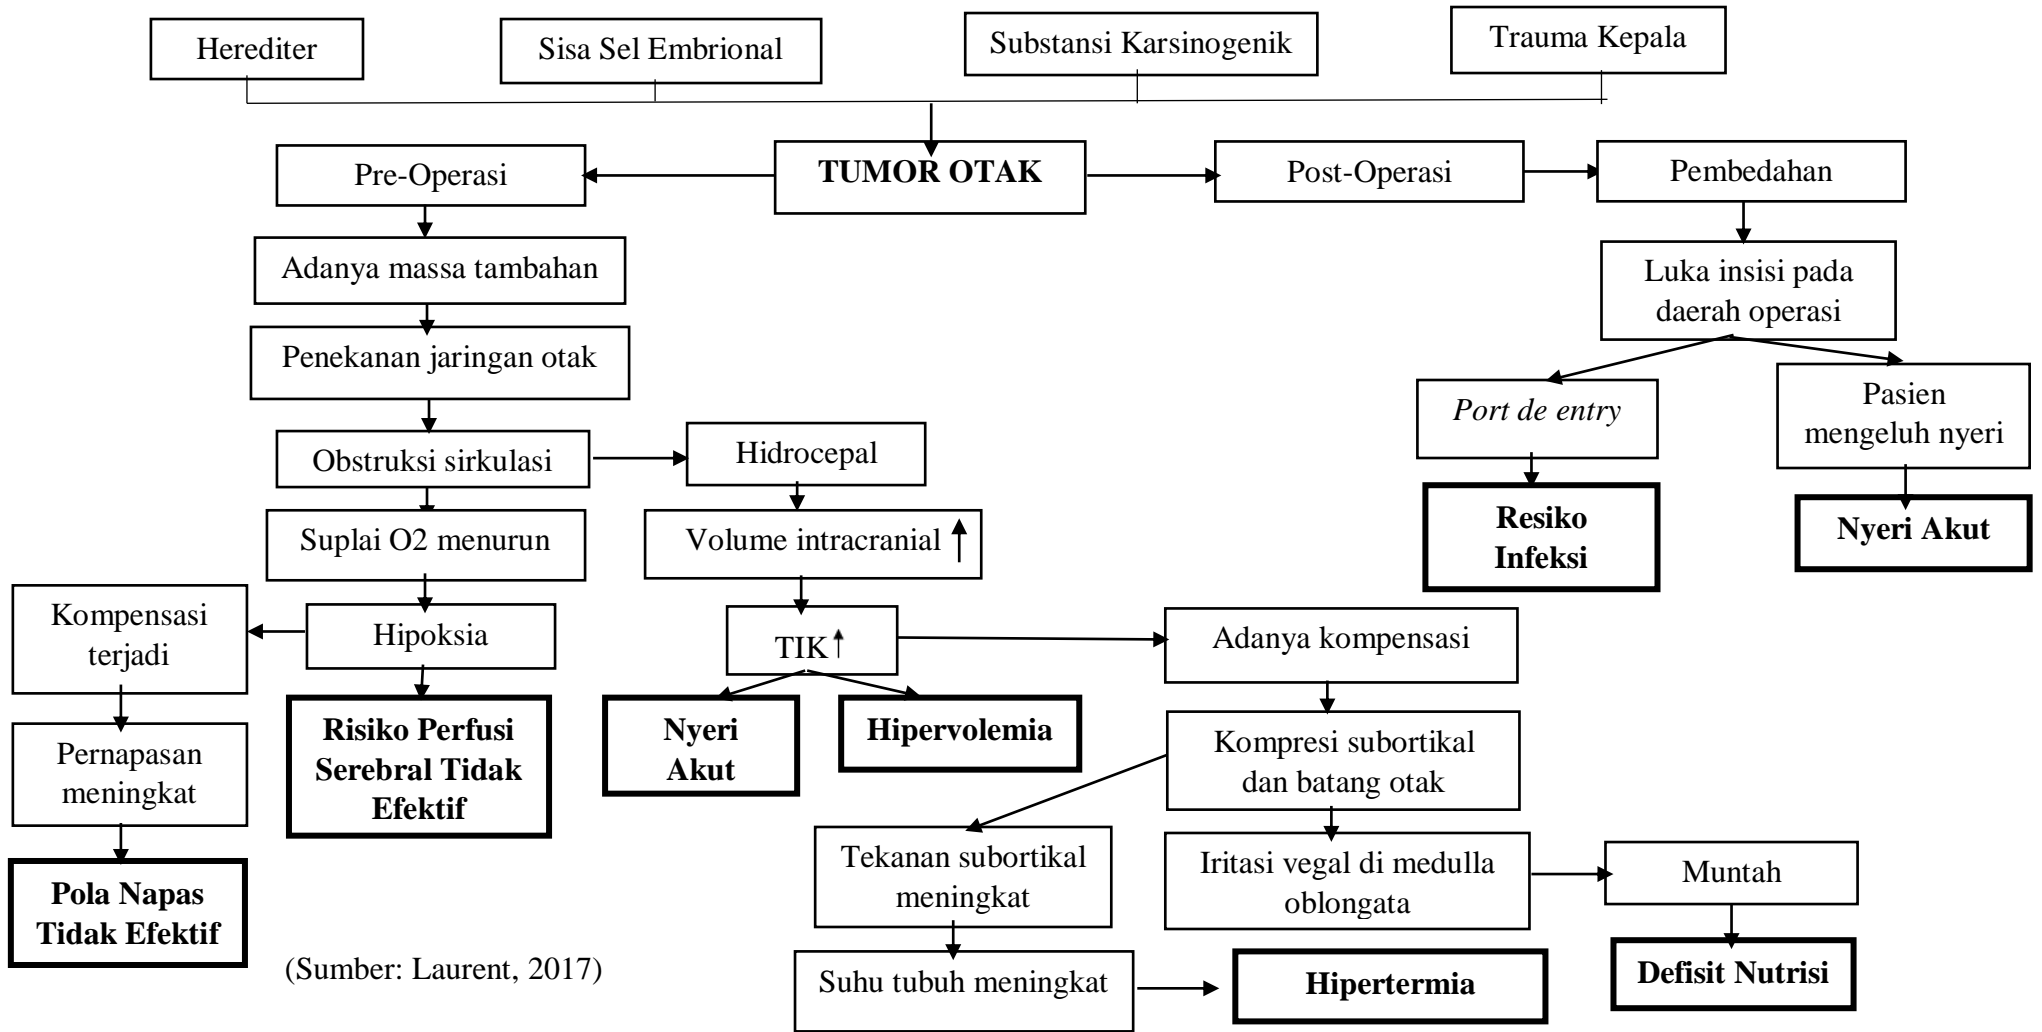 Herediter
Sisa Sel Embrional
Substansi Karsinogenik
Trauma Kepala
Pre-Operasi
TUMOR OTAK
Post-Operasi
Pembedahan
Adanya massa tambahan
Luka insisi pada
daerah operasi
Penekanan jaringan otak
Port de entry
Pasien
mengeluh nyeri
Obstruksi sirkulasi
Hidrocepal
Resiko
Infeksi
Nyeri Akut
Suplai O2 menurun
Volume intracranial
Kompensasi
terjadi
Hipoksia
TIK
Adanya kompensasi
Risiko Perfusi
Serebral Tidak
Efektif
Nyeri
Akut
Hipervolemia
Kompresi subortikal
dan batang otak
Pernapasan
meningkat
Tekanan subortikal
meningkat
Iritasi vegal di medulla
oblongata
Muntah
Pola Napas
Tidak Efektif
(Sumber: Laurent, 2017)
Suhu tubuh meningkat
Hipertermia
Defisit Nutrisi